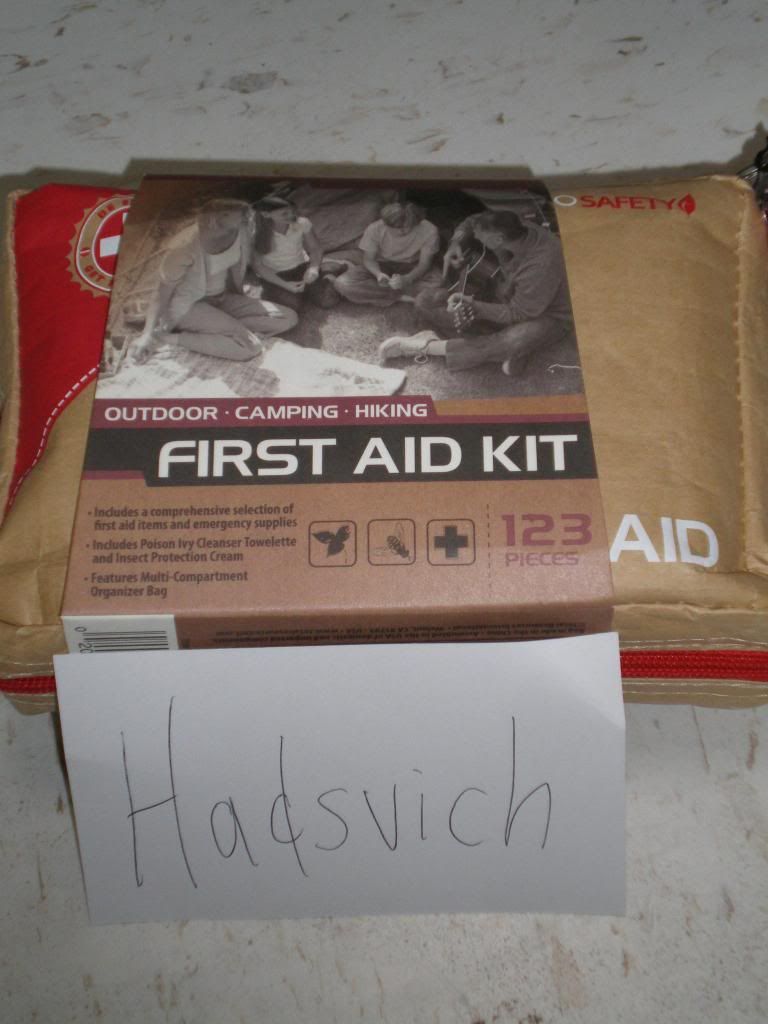 O SAFETY
OUTDOOR · CAMPING · HIKING
FIRST AID KIT
• Includes a comprehensive selection of
first aid items and emergency supplies
• Includes Poison Ivy Cleanser Towelette
and Insect Protection Cream
• Features Multi-Compartment
Organizer Bag
123
PIECES
AID
Hadsvich